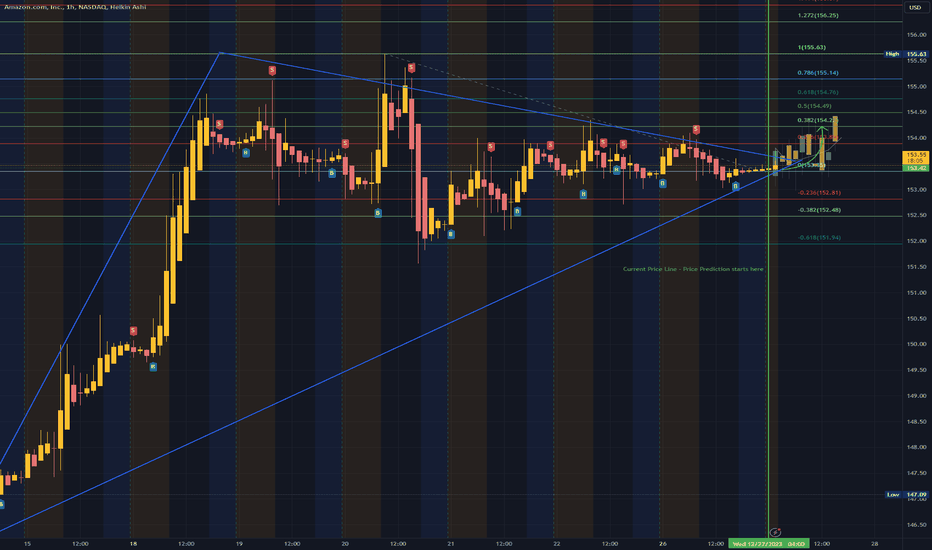 Amazon.com, Inc., 1h, NASDAQ, Heikin Ashi
USD
1.272(156.25)
156.00
1(155.63)
High 155.63
155.50
0.786(155.14)
155.00
0.618(154.76)
0.5(154.49)
154.50
0.382(154.2
154.00
153.55
18:05
153.42
153.00
-0.236(152.81)
-0.382(152.48)
152.50
-0.618(151.94)
152.00
Current Price Line - Price Prediction starts here
151.50
151.00
150.50
150.00
149.50
149.00
148.50
148.00
147.50
Low 147.09
147.00
146.50
S
S
S
S
S
S
S
S
S
S
B
B
B
B
B
B
B
15
12:00
18
12:00
19
12:00
20
12:00
21
12:00
22
12:00
26
12:00
Wed 12/27/2023 04:00
12:00
28